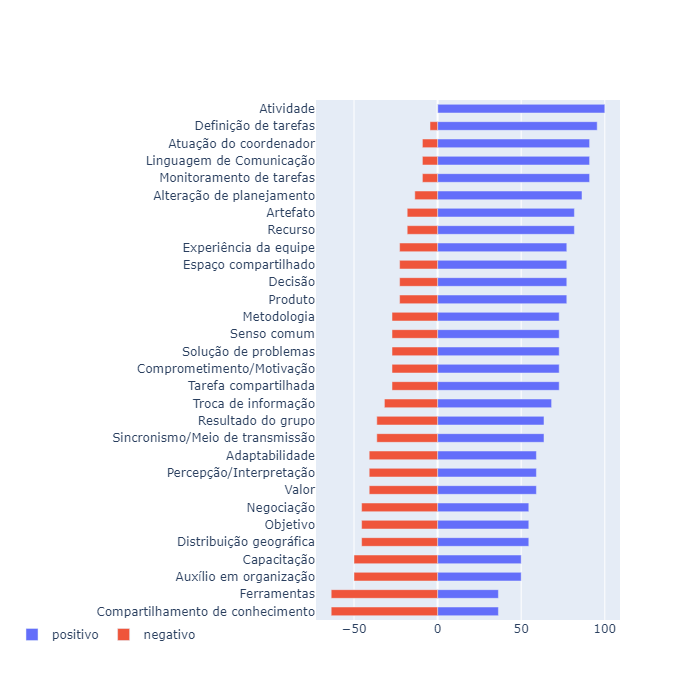 Atividade
Definição de tarefas
Atuação do coordenador
Linguagem de Comunicação
Monitoramento de tarefas
Alteração de planejamento
Artefato
Recurso
Experiência da equipe
Espaço compartilhado
Decisão
Produto
Metodologia
Senso comum
Solução de problemas
Comprometimento/Motivação
Tarefa compartilhada
Troca de informação
Resultado do grupo
Sincronismo/Meio de transmissão
Adaptabilidade
Percepção/Interpretação
Valor
Negociação
Objetivo
Distribuição geográfica
Capacitação
Auxílio em organização
Ferramentas
Compartilhamento de conhecimento
−50 0 50 100
positivo negativo